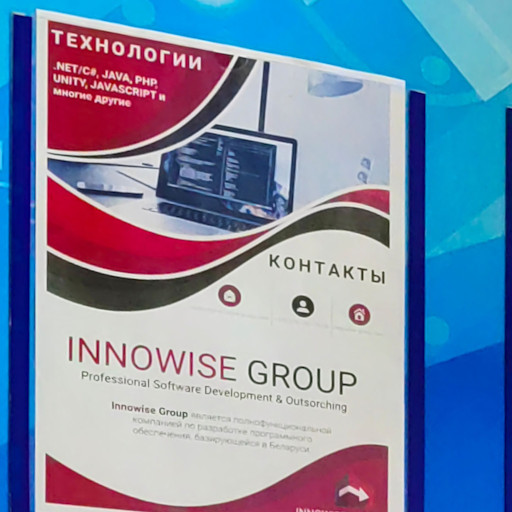 ТЕХНОЛОГИИ
.NET/C#, JAVA, PHP,
UNITY, JAVASCRIPT и
многие другие
КОНТАКТЫ
INNOWISE GROUP
Professional Software Development & Outsorching
Innowise Group является полнофункциональной
компанией по разработке программного
обеспечения, базирующейся в Беларуси